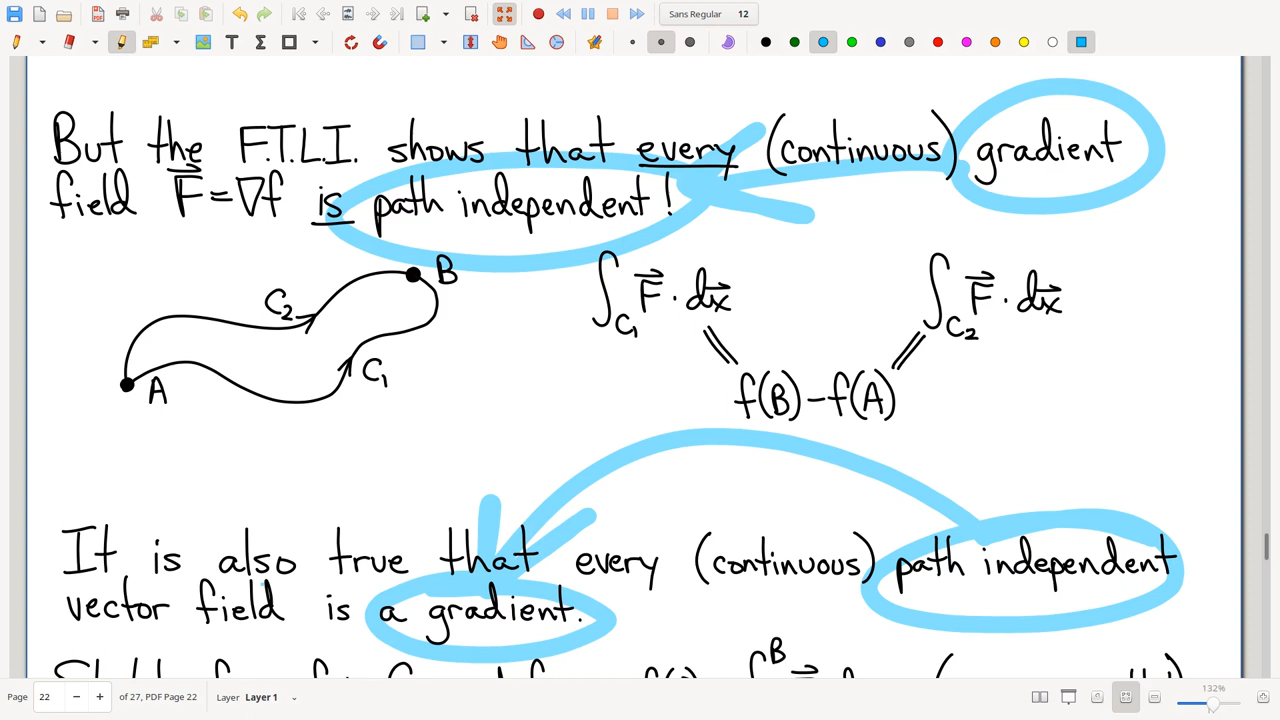 Sans Regular 12
But the F.T.L.I. shows that every (continuous) gradient
field F⃗ = ∇f is path independent!
B
C₂
A
C₁
∫_C₁ F⃗ · dx⃗
∫_C₂ F⃗ · dx⃗
f(B) – f(A)
It is also true that every (continuous) path independent
vector field is a gradient.
Page 22 of 27, PDF Page 22 Layer Layer 1
132%